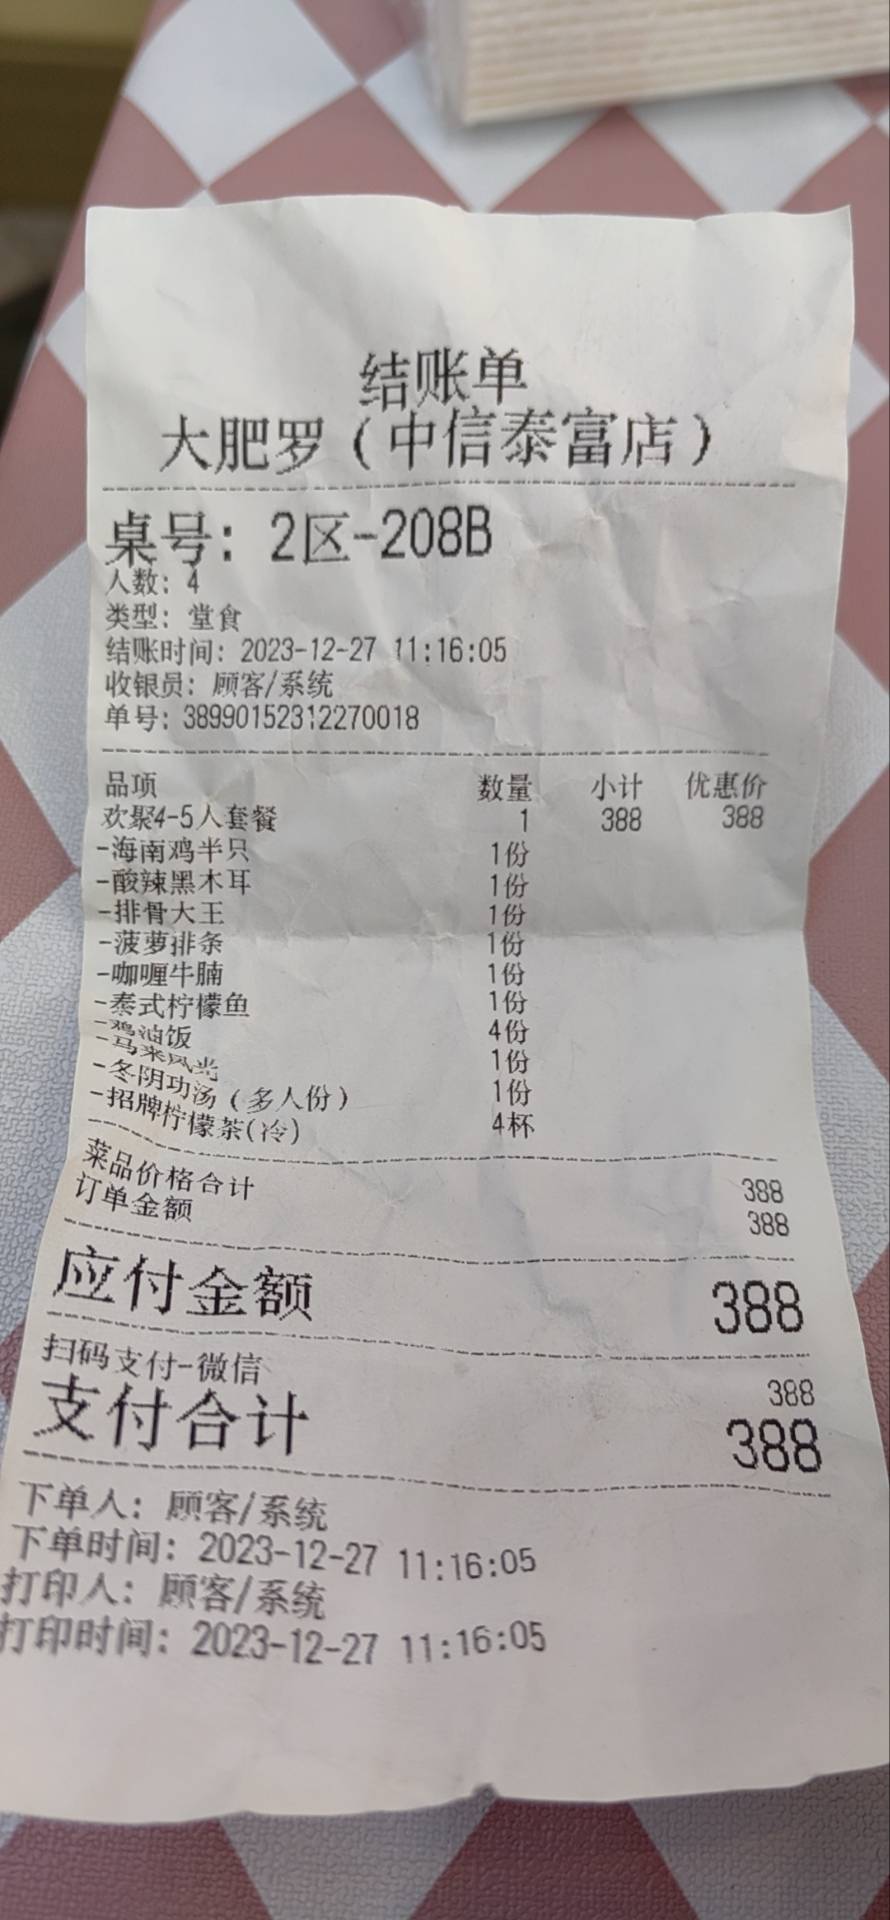 结账单
大肥罗（中信泰富店）
桌号：2区-208B
人数：4
类型：堂食
结账时间：2023-12-27 11:16:05
收银员：顾客/系统
单号：38990152312270018
品项 数量 小计 优惠价
欢聚4-5人套餐 1 388 388
-海南鸡半只 1份
-酸辣黑木耳 1份
-排骨大王 1份
-菠萝排条 1份
-咖喱牛腩 1份
-泰式柠檬鱼 1份
-鸡油饭 4份
-马来风光 1份
-冬阴功汤（多人份） 1份
-招牌柠檬茶(冷) 4杯
菜品价格合计 388
订单金额 388
应付金额 388
扫码支付-微信 388
支付合计 388
下单人：顾客/系统
下单时间：2023-12-27 11:16:05
打印人：顾客/系统
打印时间：2023-12-27 11:16:05